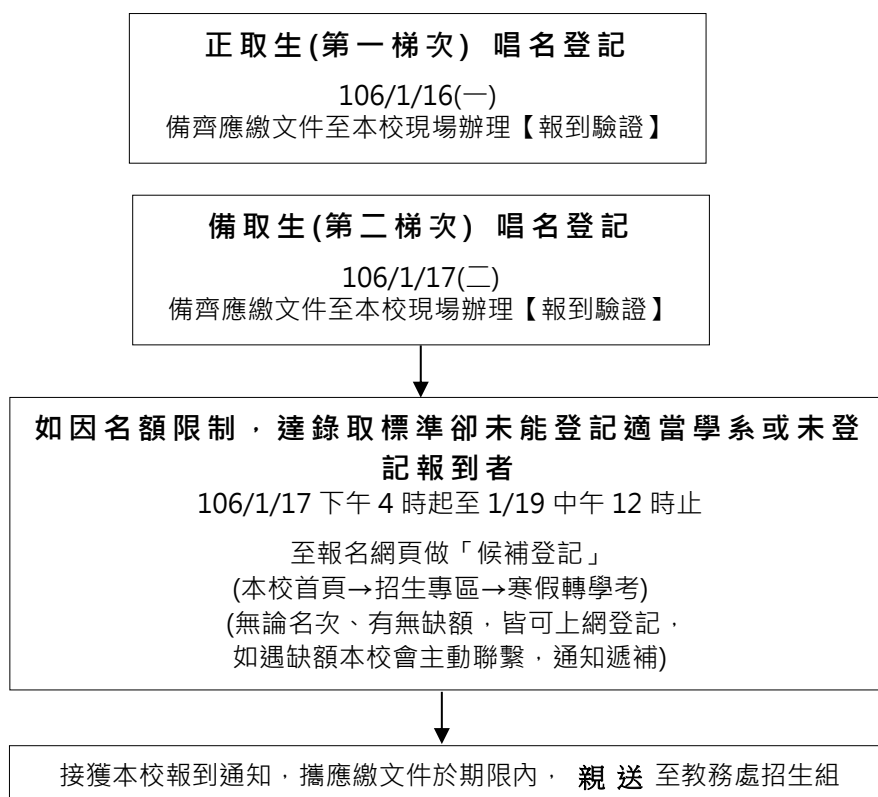 正取生(第一梯次) 唱名登記
106/1/16(一)
備齊應繳文件至本校現場辦理【報到驗證】
備取生(第二梯次) 唱名登記
106/1/17(二)
備齊應繳文件至本校現場辦理【報到驗證】
如因名額限制，達錄取標準卻未能登記適當學系或未登
記報到者
106/1/17 下午 4 時起至 1/19 中午 12 時止
至報名網頁做「候補登記」
(本校首頁→招生專區→寒假轉學考)
(無論名次、有無缺額，皆可上網登記，
如遇缺額本校會主動聯繫，通知遞補)
接獲本校報到通知，攜應繳文件於期限內， 親送 至教務處招生組